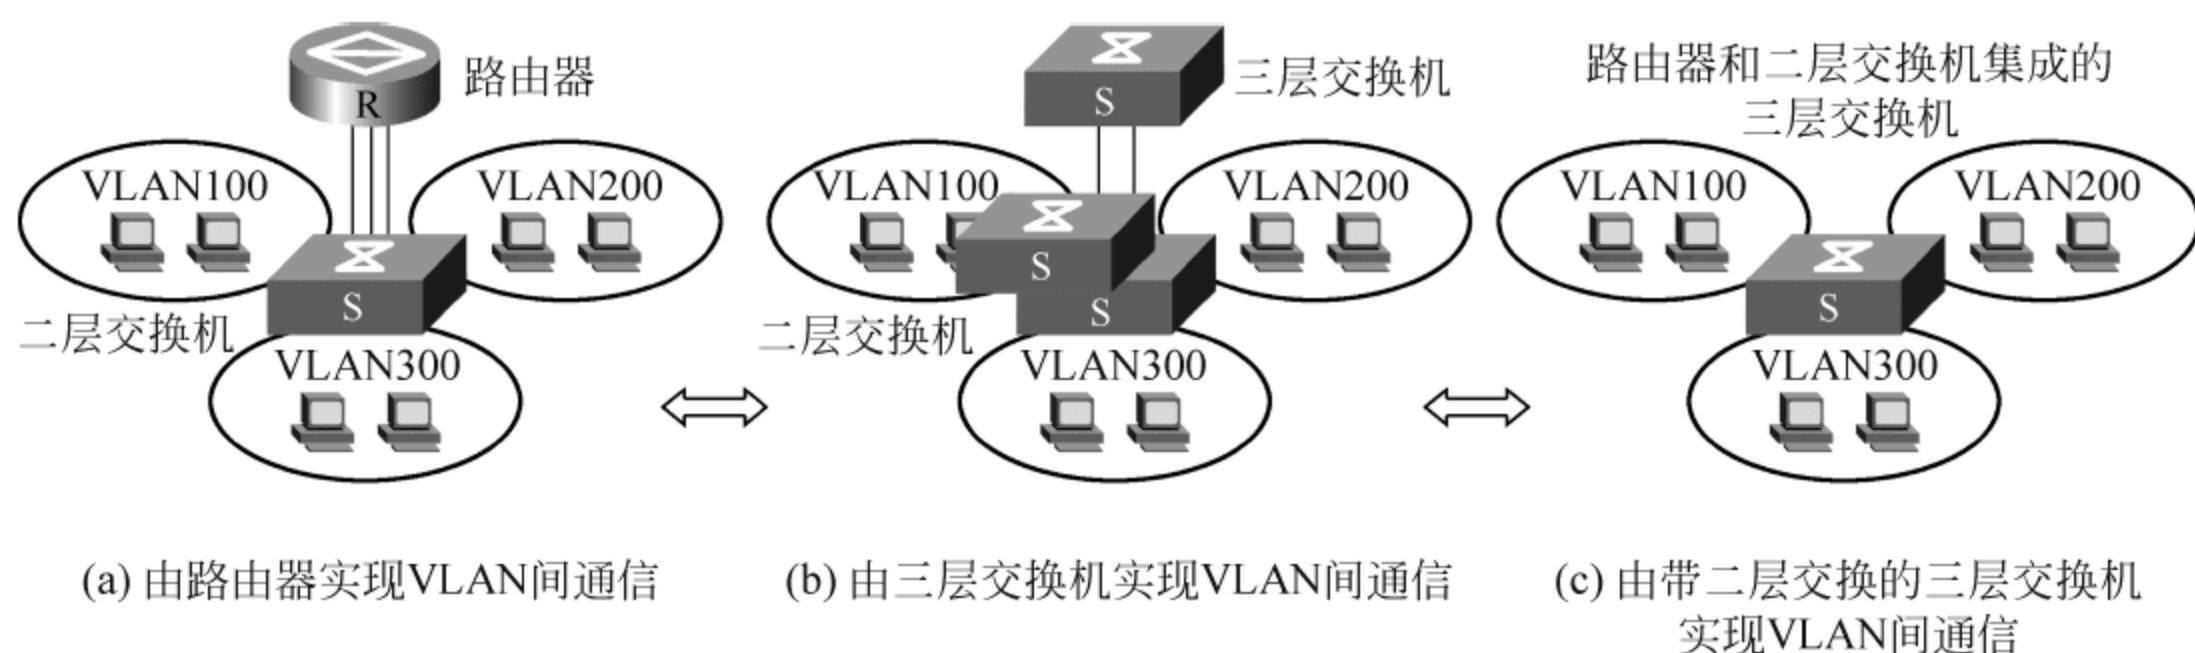 路由器
R
VLAN100
VLAN200
S
二层交换机
VLAN300
(a) 由路由器实现VLAN间通信
三层交换机
S
VLAN100
VLAN200
S
S
二层交换机
VLAN300
(b) 由三层交换机实现VLAN间通信
路由器和二层交换机集成的
三层交换机
VLAN100
VLAN200
S
VLAN300
(c) 由带二层交换的三层交换机
实现VLAN间通信